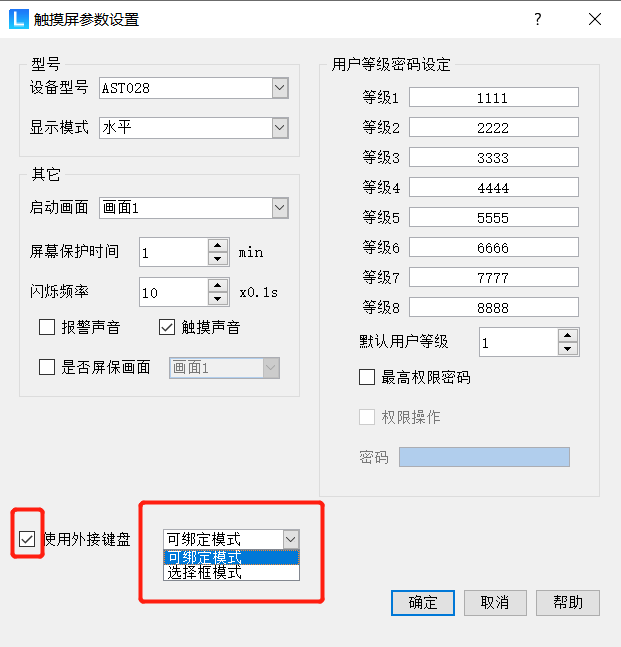 L 触摸屏参数设置 ?
型号
设备型号 AST028
显示模式 水平
其它
启动画面 画面1
屏幕保护时间 1 min
闪烁频率 10 x0.1s
报警声音 触摸声音
是否屏保画面 画面1
用户等级密码设定
等级1 1111
等级2 2222
等级3 3333
等级4 4444
等级5 5555
等级6 6666
等级7 7777
等级8 8888
默认用户等级 1
最高权限密码
权限操作
密码
使用外接键盘 可绑定模式
可绑定模式
选择框模式
确定 取消 帮助